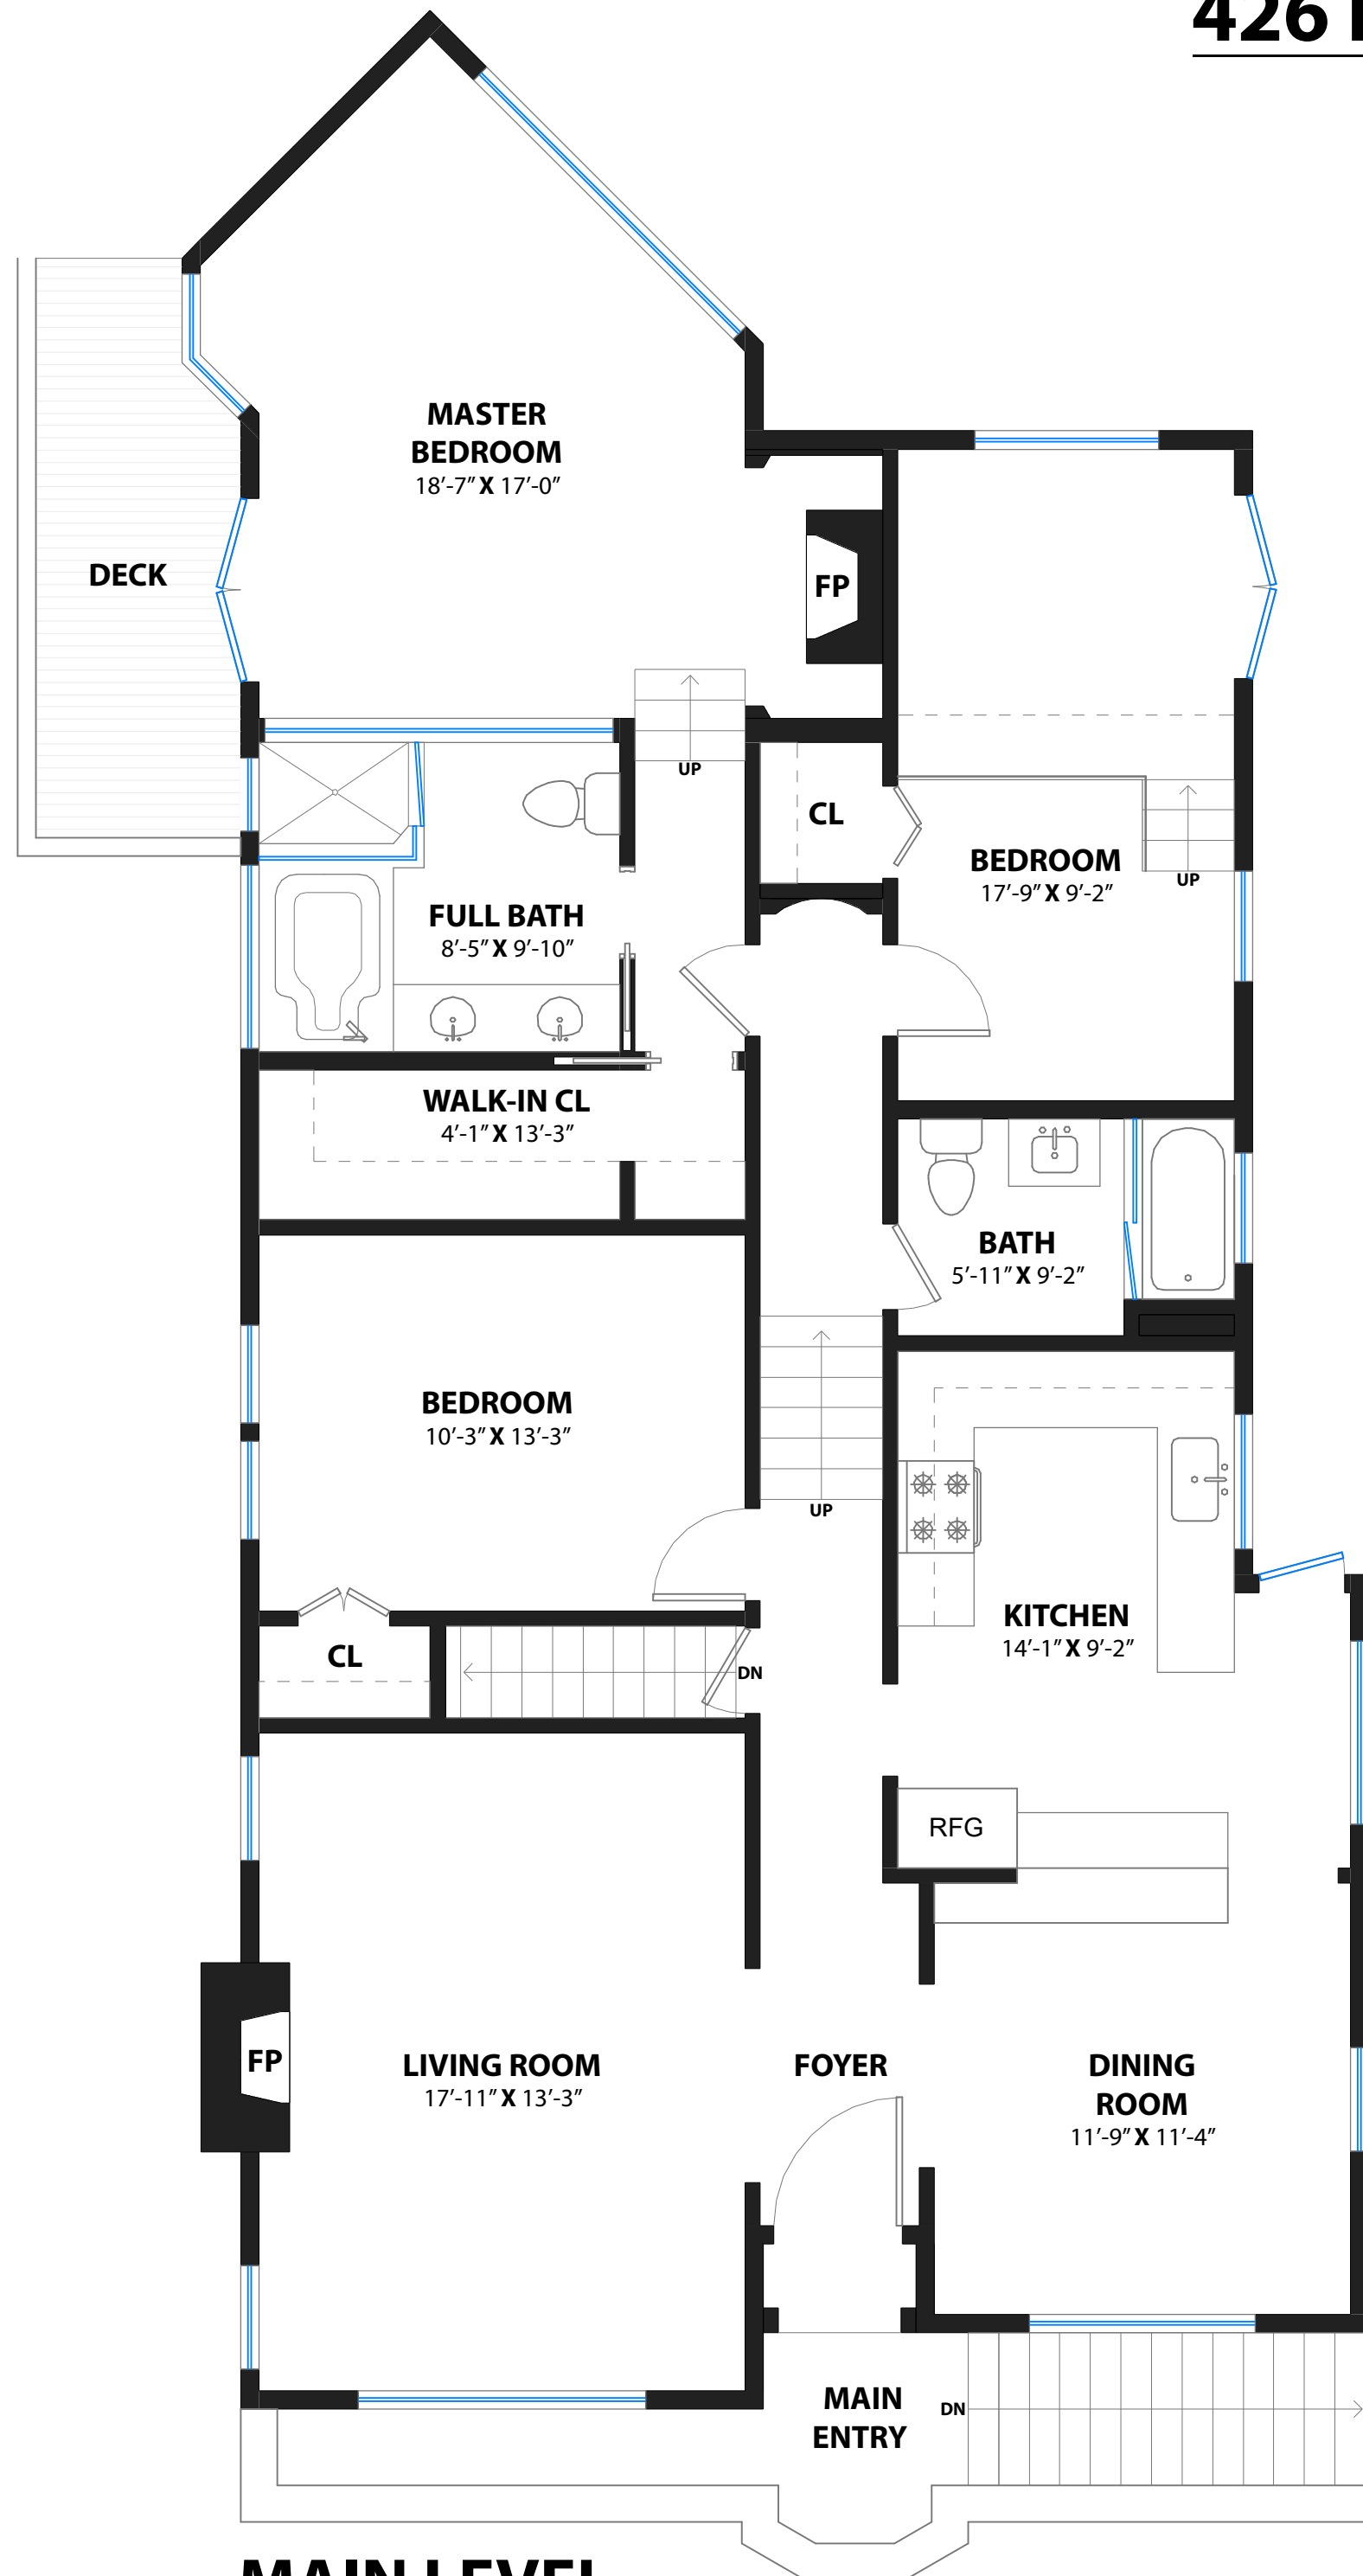 426
MASTER
BEDROOM
18'-7" X 17'-0"
DECK
FP
UP
CL
BEDROOM
17'-9" X 9'-2"
UP
FULL BATH
8'-5" X 9'-10"
WALK-IN CL
4'-1" X 13'-3"
BATH
5'-11" X 9'-2"
BEDROOM
10'-3" X 13'-3"
UP
KITCHEN
14'-1" X 9'-2"
CL
DN
RFG
FP
LIVING ROOM
17'-11" X 13'-3"
FOYER
DINING
ROOM
11'-9" X 11'-4"
MAIN
ENTRY
DN
MAIN LEVEL